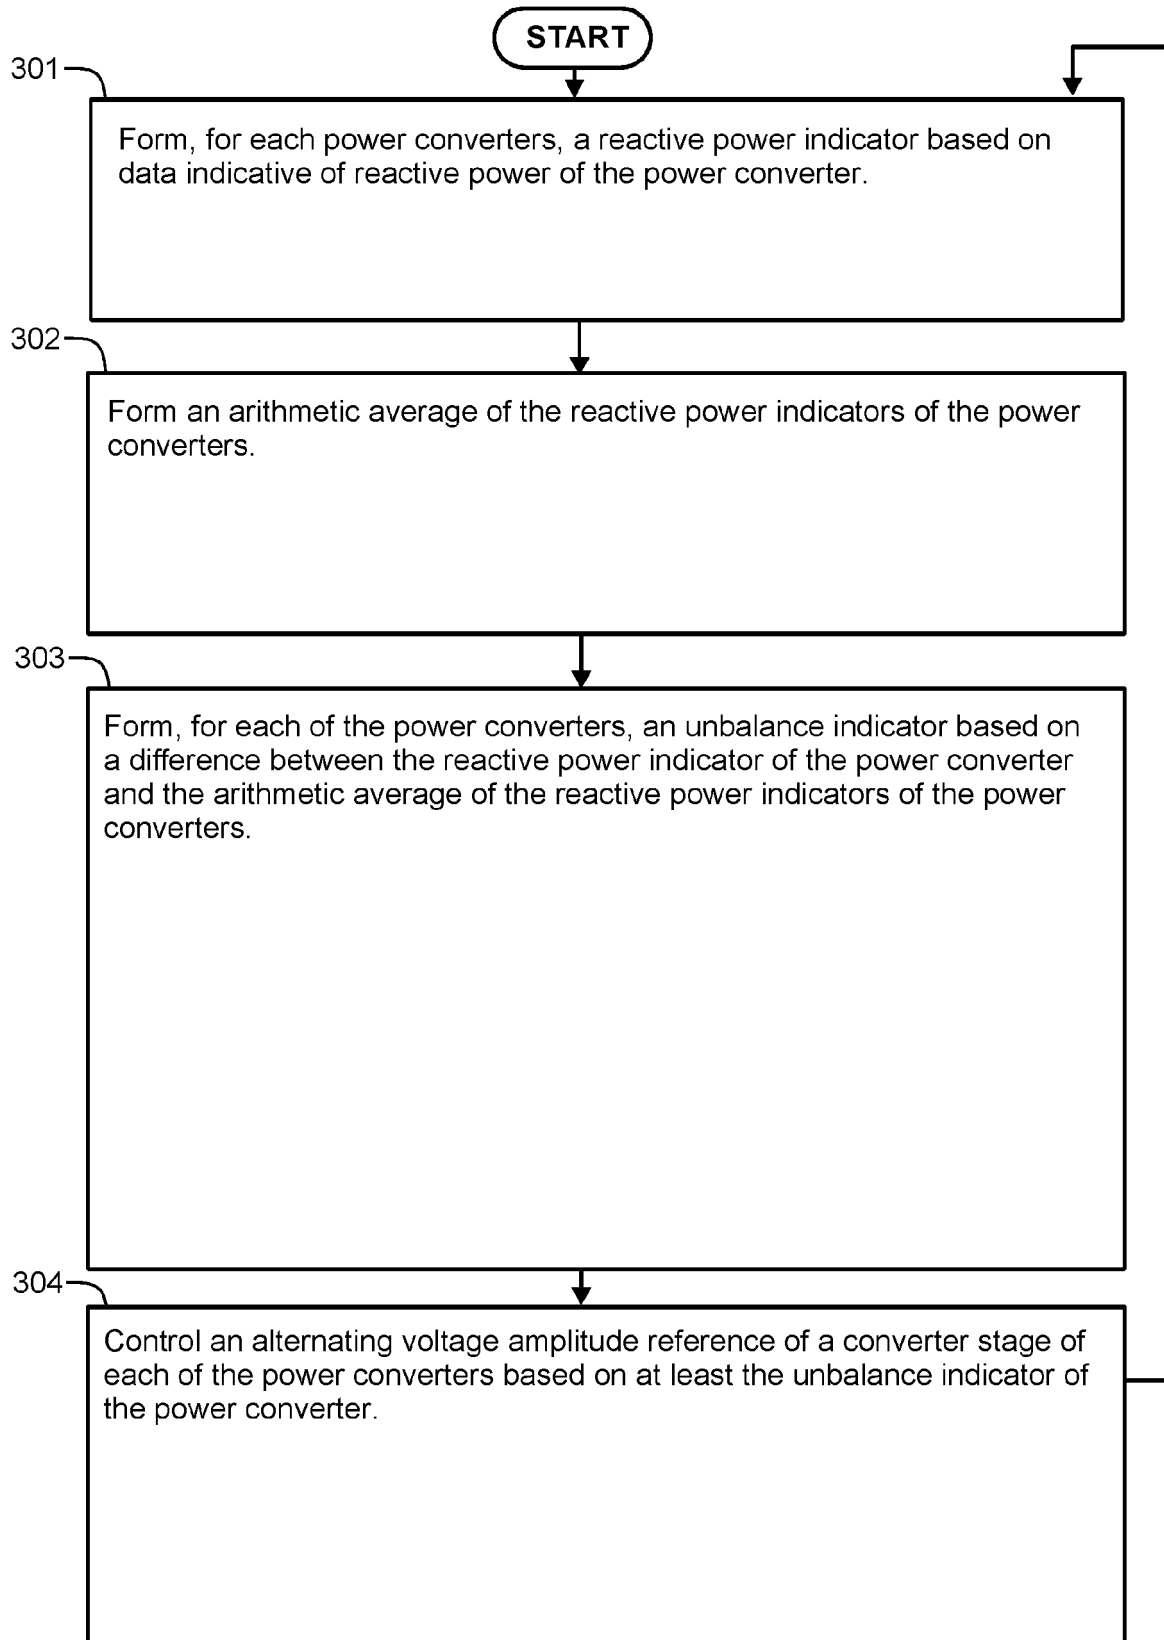 START
301
Form, for each power converters, a reactive power indicator based on
data indicative of reactive power of the power converter.
302
Form an arithmetic average of the reactive power indicators of the power
converters.
303
Form, for each of the power converters, an unbalance indicator based on
a difference between the reactive power indicator of the power converter
and the arithmetic average of the reactive power indicators of the power
converters.
304
Control an alternating voltage amplitude reference of a converter stage of
each of the power converters based on at least the unbalance indicator of
the power converter.